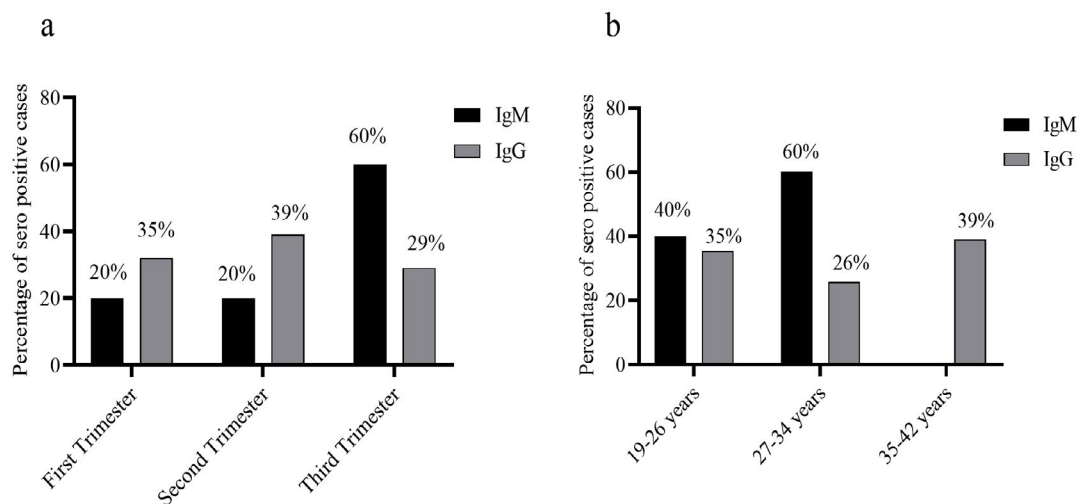 a
Percentage of sero positive cases
80
60
40
20
0
20%
35%
20%
39%
60%
29%
IgM
IgG
First Trimester
Second Trimester
Third Trimester
b
Percentage of sero positive cases
80
60
40
20
0
40%
35%
60%
26%
39%
IgM
IgG
19-26 years
27-34 years
35-42 years